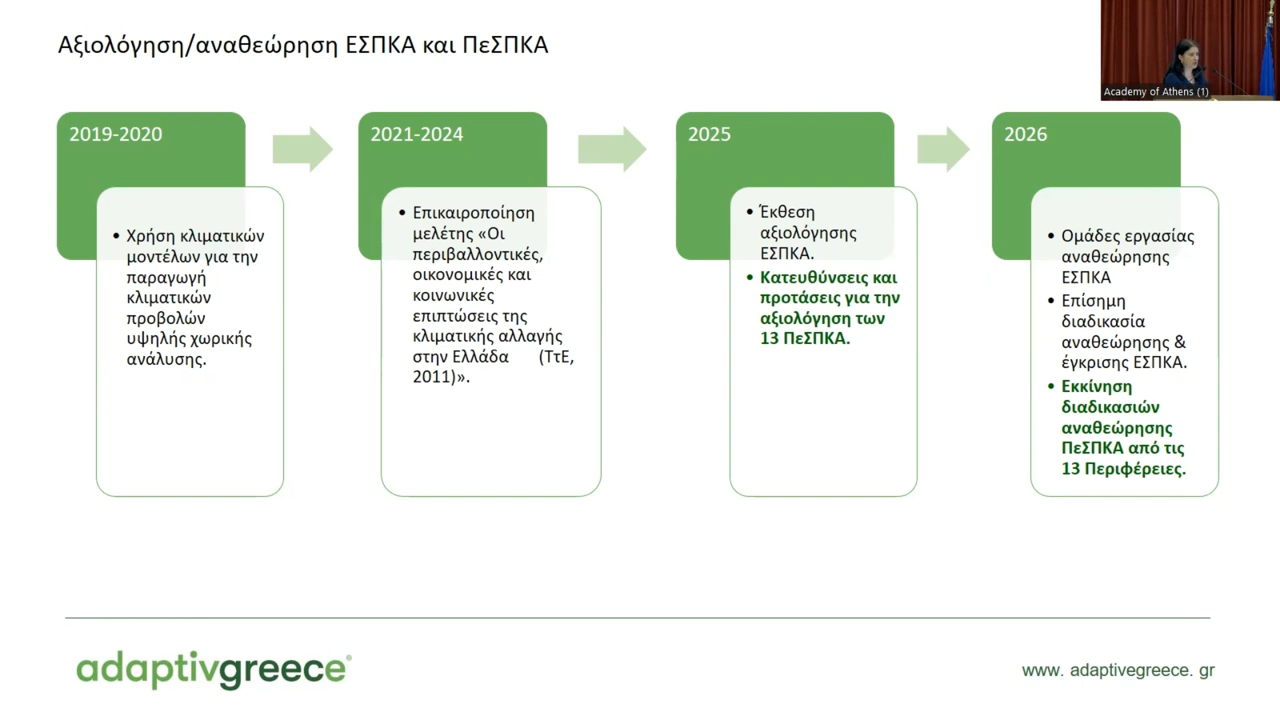 Αξιολόγηση/αναθεώρηση ΕΣΠΚΑ και ΠεΣΠΚΑ
Academy of Athens (1)
2019-2020
• Χρήση κλιματικών
μοντέλων για την
παραγωγή
κλιματικών
προβολών
υψηλής χωρικής
ανάλυσης.
2021-2024
• Επικαιροποίηση
μελέτης «Οι
περιβαλλοντικές,
οικονομικές και
κοινωνικές
επιπτώσεις της
κλιματικής αλλαγής
στην Ελλάδα (ΤτΕ,
2011)».
2025
• Έκθεση
αξιολόγησης
ΕΣΠΚΑ.
• Κατευθύνσεις και
προτάσεις για την
αξιολόγηση των
13 ΠεΣΠΚΑ.
2026
• Ομάδες εργασίας
αναθεώρησης
ΕΣΠΚΑ
• Επίσημη
διαδικασία
αναθεώρησης &
έγκρισης ΕΣΠΚΑ.
• Εκκίνηση
διαδικασιών
αναθεώρησης
ΠεΣΠΚΑ από τις
13 Περιφέρειες.
adaptivgreece
www. adaptivegreece. gr